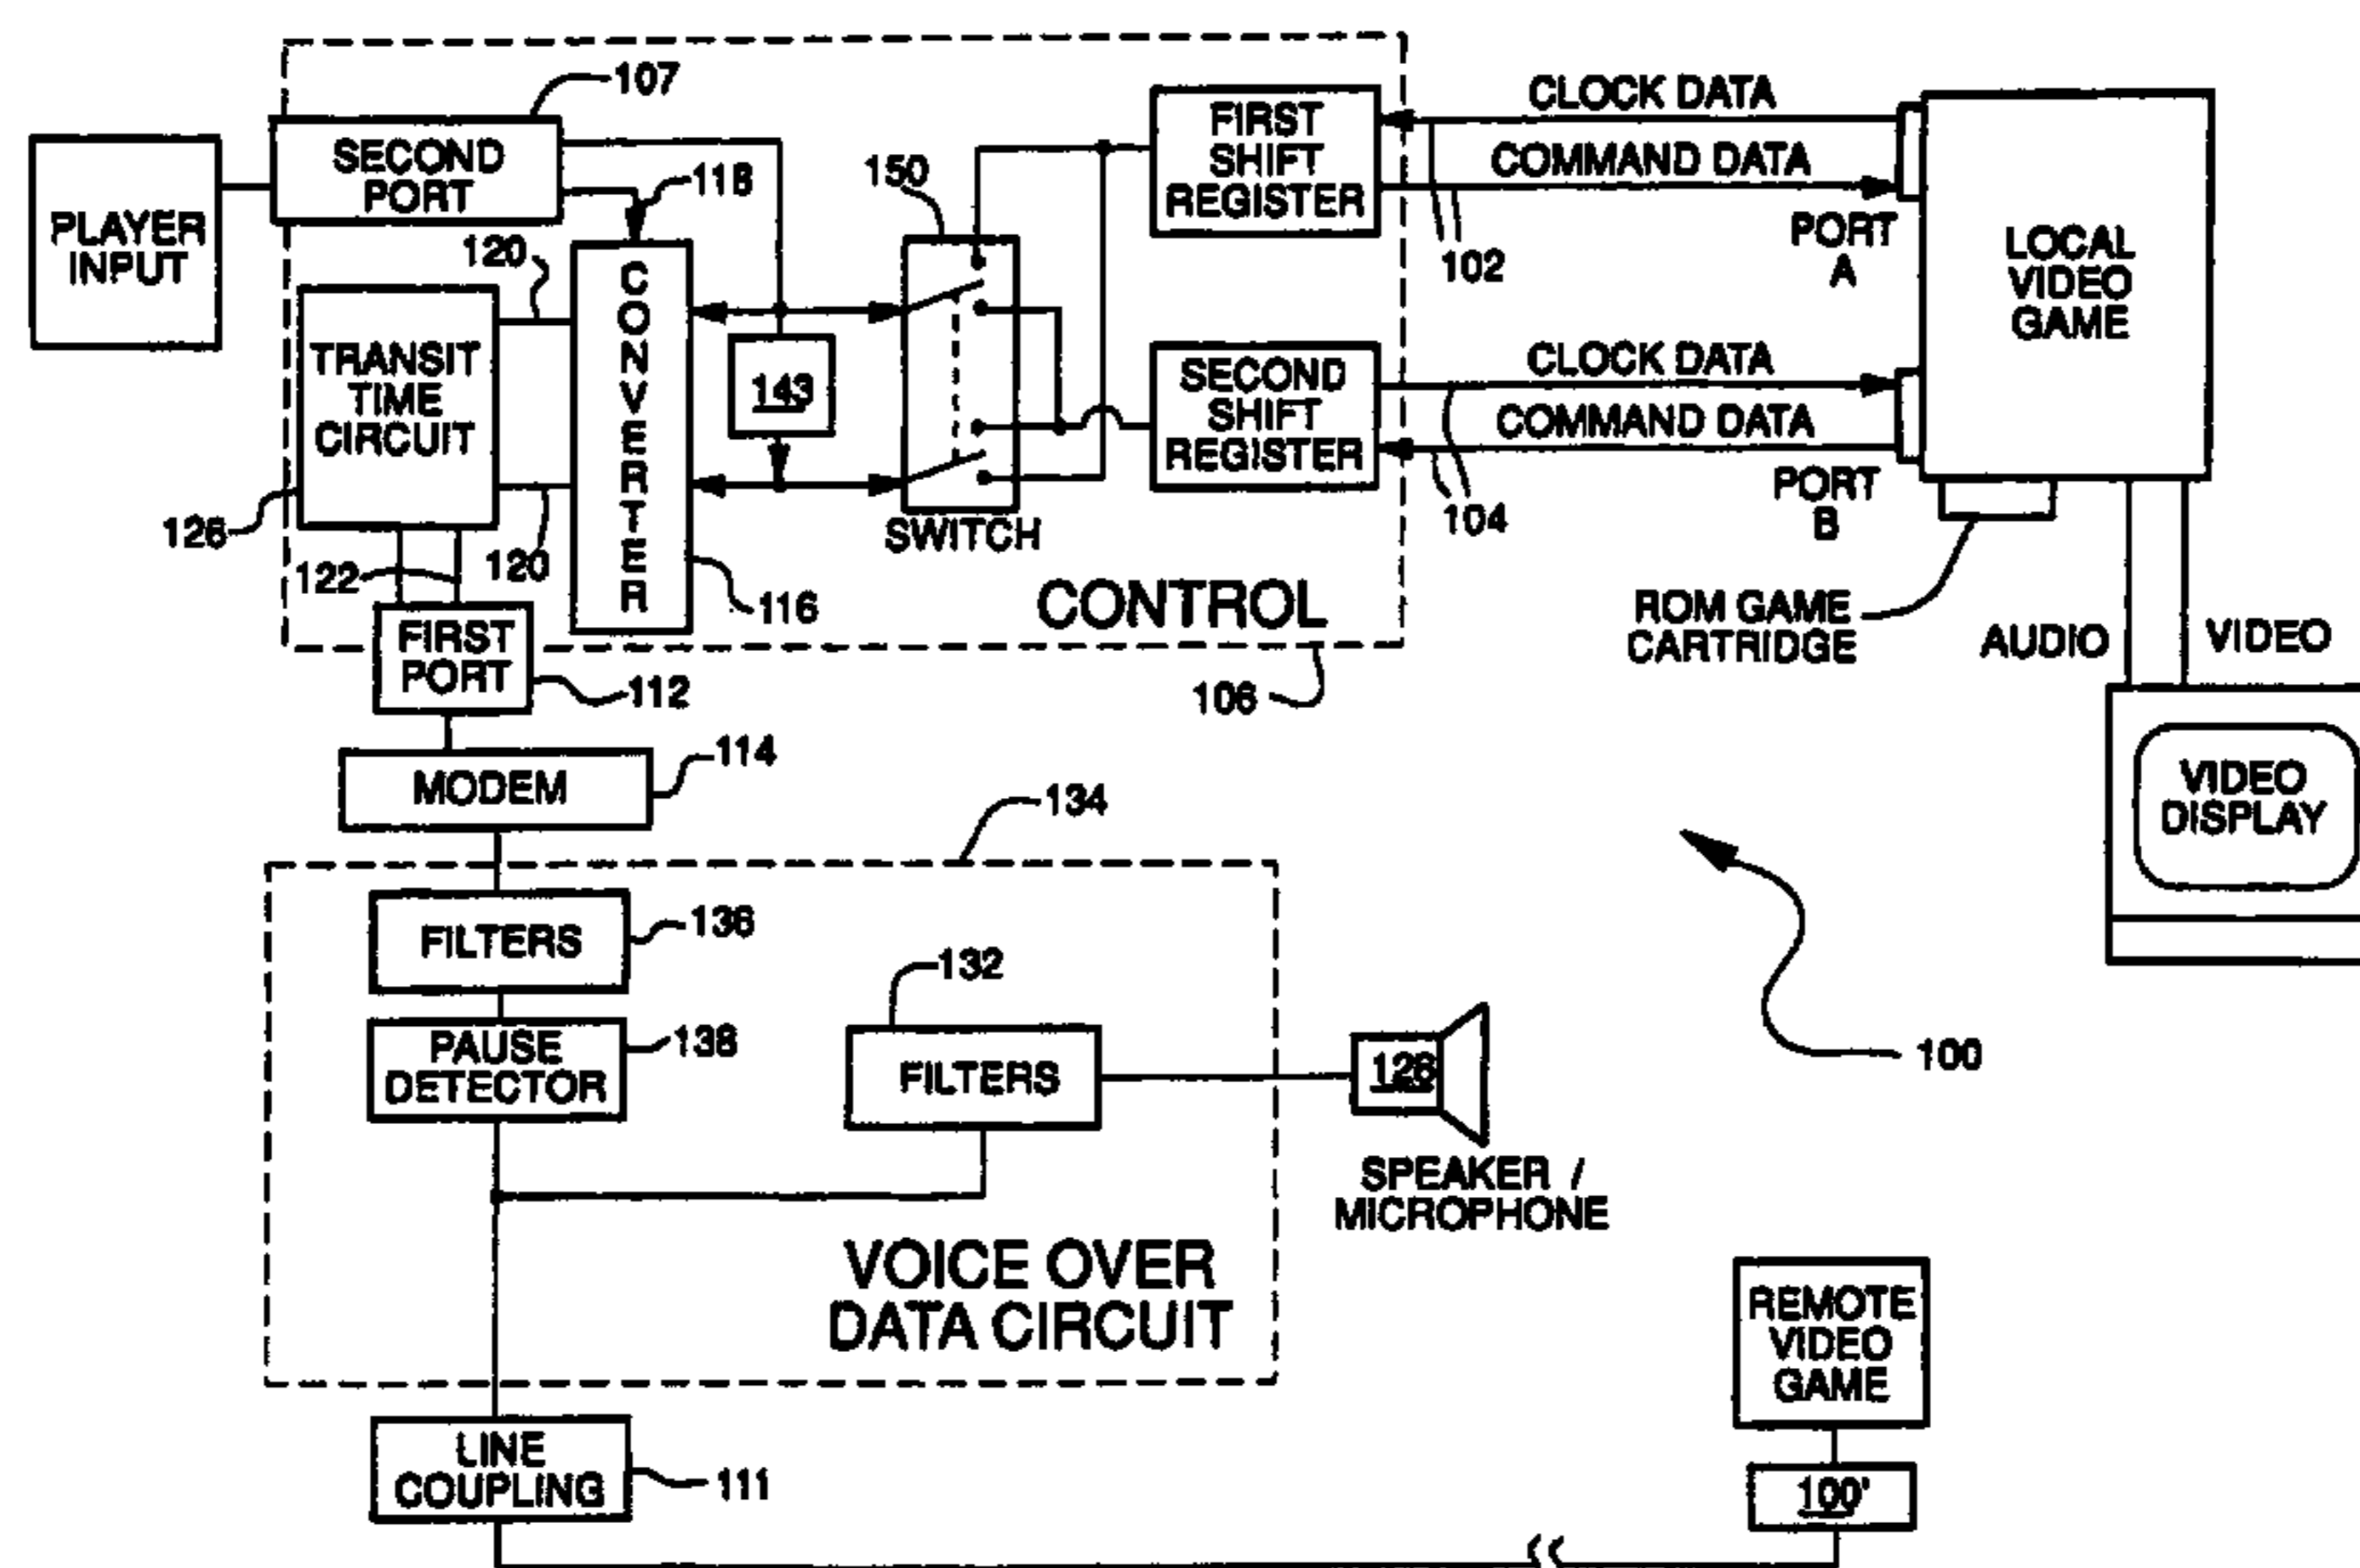 107
SECOND
PORT
PLAYER
INPUT
118
120
150
FIRST
SHIFT
REGISTER
CLOCK DATA
COMMAND DATA
PORT
A
102
LOCAL
VIDEO
GAME
TRANSIT
TIME
CIRCUIT
CONVERTER
143
SWITCH
SECOND
SHIFT
REGISTER
CLOCK DATA
COMMAND DATA
PORT
B
104
126
122
120
116
CONTROL
106
ROM GAME
CARTRIDGE
AUDIO
VIDEO
FIRST
PORT
112
MODEM
114
VIDEO
DISPLAY
134
FILTERS
136
132
PAUSE
DETECTOR
138
FILTERS
126
SPEAKER /
MICROPHONE
100
VOICE OVER
DATA CIRCUIT
REMOTE
VIDEO
GAME
LINE
COUPLING
111
100'